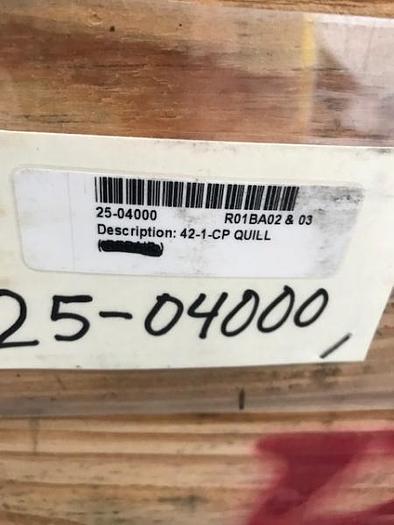 25-04000 R01BA02 & 03
Description: 42-1-CP QUILL
25-04000